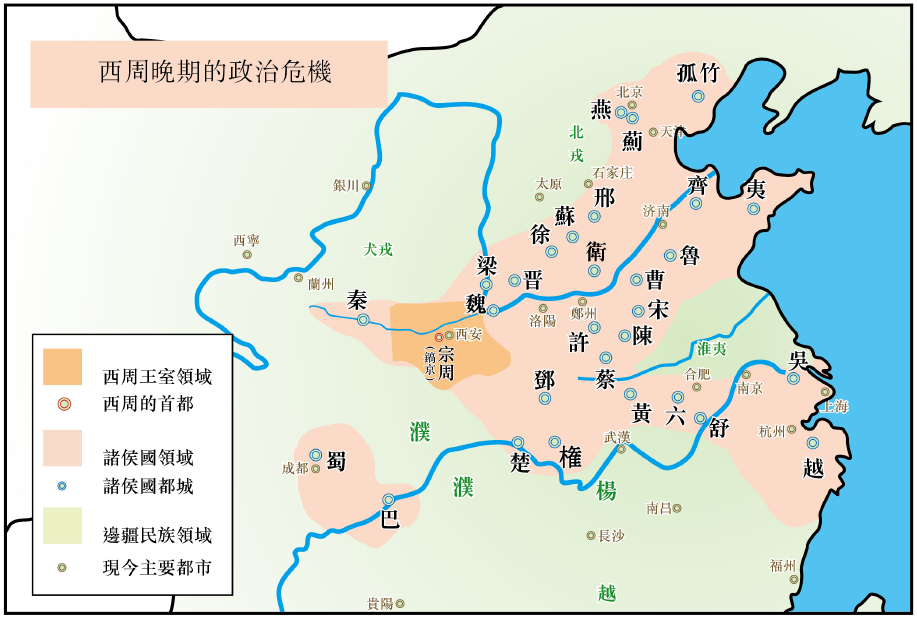 西周晚期的政治危機
孤竹
北京
燕
薊
天津
北
戎
石家庄
太原
邢
齊
夷
銀川
蘇
济南
徐
衛
魯
西寧
犬戎
梁
晋
曹
蘭州
秦
魏
宋
洛陽
鄭州
西安
許
陳
宗周
(鎬京)
淮夷
吳
鄧
蔡
合肥
南京
黃
六
舒
上海
杭州
濮
武漢
楚
権
越
蜀
成都
濮
楊
巴
南昌
長沙
福州
越
貴陽
西周王室領域
西周的首都
諸侯國領域
諸侯國都城
邊疆民族領域
現今主要都市